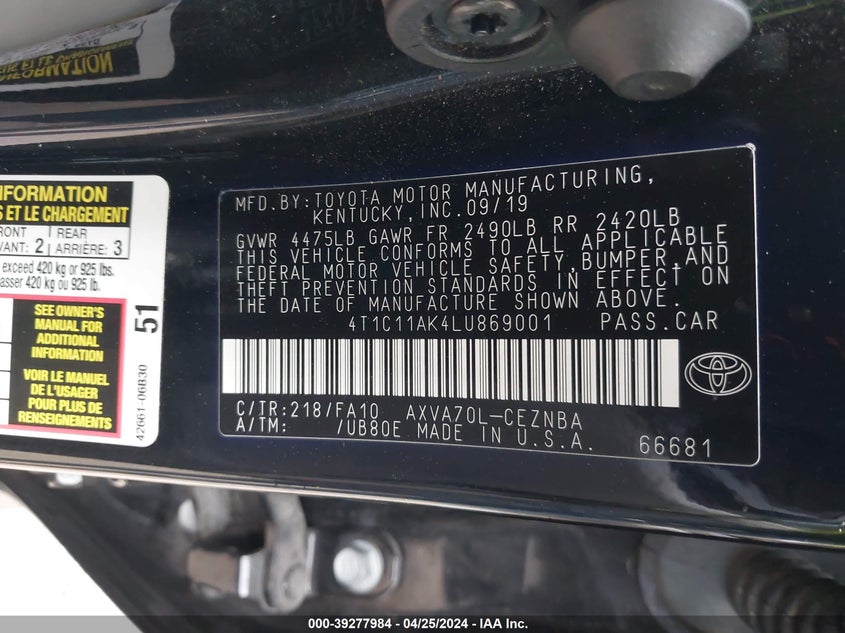 INFORMATION
NFORMATION
S ET LE CHARGEMENT
FRONT
VANT: 2
REAR
ARRIÈRE: 3
exceed 420 kg or 925 lbs.
asser 420 kg ou 925 lb.
SEE OWNER'S
MANUAL FOR
ADDITIONAL
INFORMATION
VOIR LE MANUEL
DE L'USAGER
POUR PLUS DE
RENSEIGNEMENTS
51
42661-06B30
MFD.BY:TOYOTA MOTOR MANUFACTURING,
KENTUCKY,INC.09/19
GVWR 4475LB GAWR FR 2490LB RR 2420LB
THIS VEHICLE CONFORMS TO ALL APPLICABLE
FEDERAL MOTOR VEHICLE SAFETY,BUMPER,AND
THEFT PREVENTION STANDARDS IN EFFECT ON
THE DATE OF MANUFACTURE SHOWN ABOVE.
4T1C11AK4LU869001 PASS.CAR
C/TR:218/FA10 AXVA70L-CEZNBA
A/TM: /UB80E MADE IN U.S.A. 66681
000-39277984 - 04/25/2024 - IAA Inc.